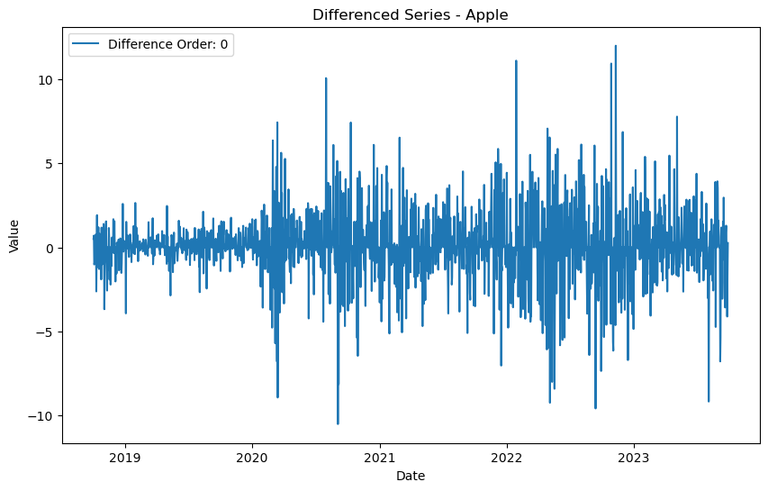 Differenced Series - Apple
Difference Order: 0
Value
10
5
0
−5
−10
2019 2020 2021 2022 2023
Date